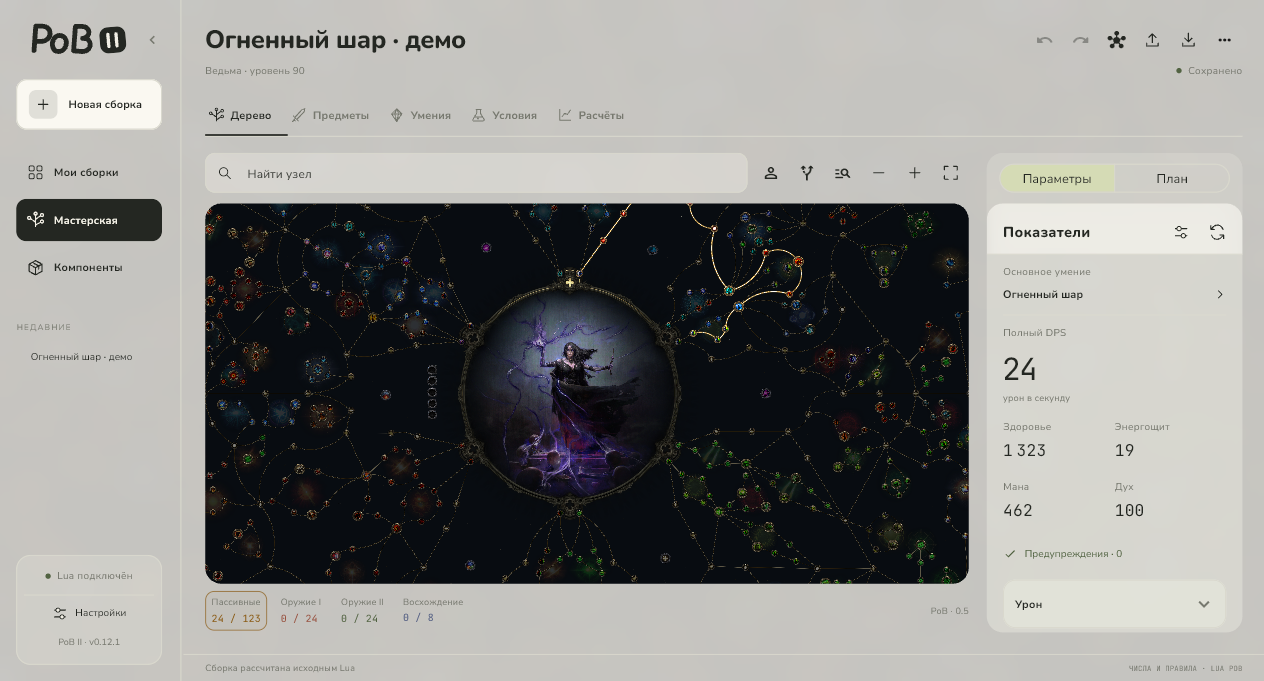 PoB II
Новая сборка
Мои сборки
Мастерская
Компоненты
НЕДАВНИЕ
Огненный шар · демо
Lua подключён
Настройки
PoB II · v0.12.1
Огненный шар · демо
Ведьма · уровень 90
Сохранено
Дерево
Предметы
Умения
Условия
Расчёты
Найти узел
Пассивные
24 / 123
Оружие I
0 / 24
Оружие II
0 / 24
Восхождение
0 / 8
PoB · 0.5
Параметры
План
Показатели
Основное умение
Огненный шар
Полный DPS
24
урон в секунду
Здоровье
Энергощит
1 323
19
Мана
Дух
462
100
Предупреждения · 0
Урон
Сборка рассчитана исходным Lua
ЧИСЛА И ПРАВИЛА · LUA POB